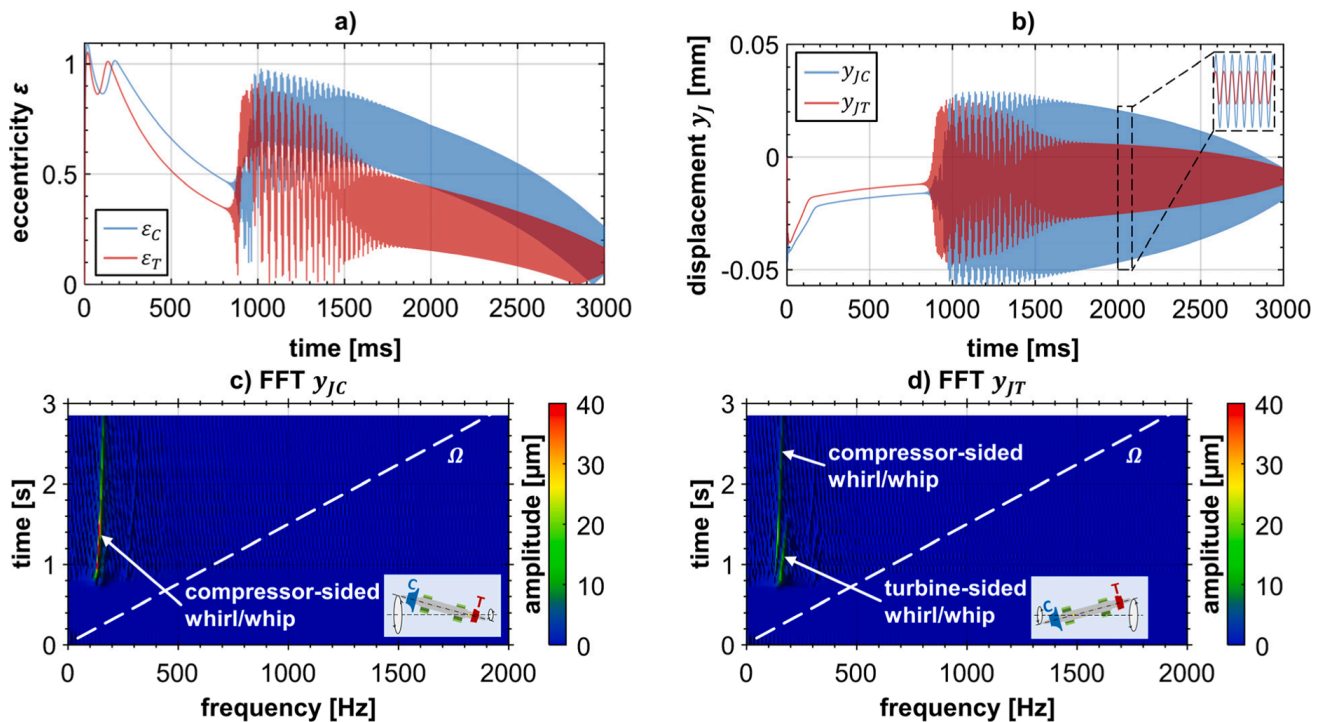 a)
eccentricity ε
1
0.5
0
ε_C
ε_T
0 500 1000 1500 2000 2500 3000
time [ms]
b)
displacement y_J [mm]
0.05
0
-0.05
y_JC
y_JT
0 500 1000 1500 2000 2500 3000
time [ms]
c) FFT y_JC
time [s]
3
2
1
0
Ω
compressor-sided
whirl/whip
C
T
0 500 1000 1500 2000
frequency [Hz]
amplitude [µm]
40
30
20
10
0
d) FFT y_JT
time [s]
3
2
1
0
compressor-sided
whirl/whip
Ω
turbine-sided
whirl/whip
C
T
0 500 1000 1500 2000
frequency [Hz]
amplitude [µm]
40
30
20
10
0